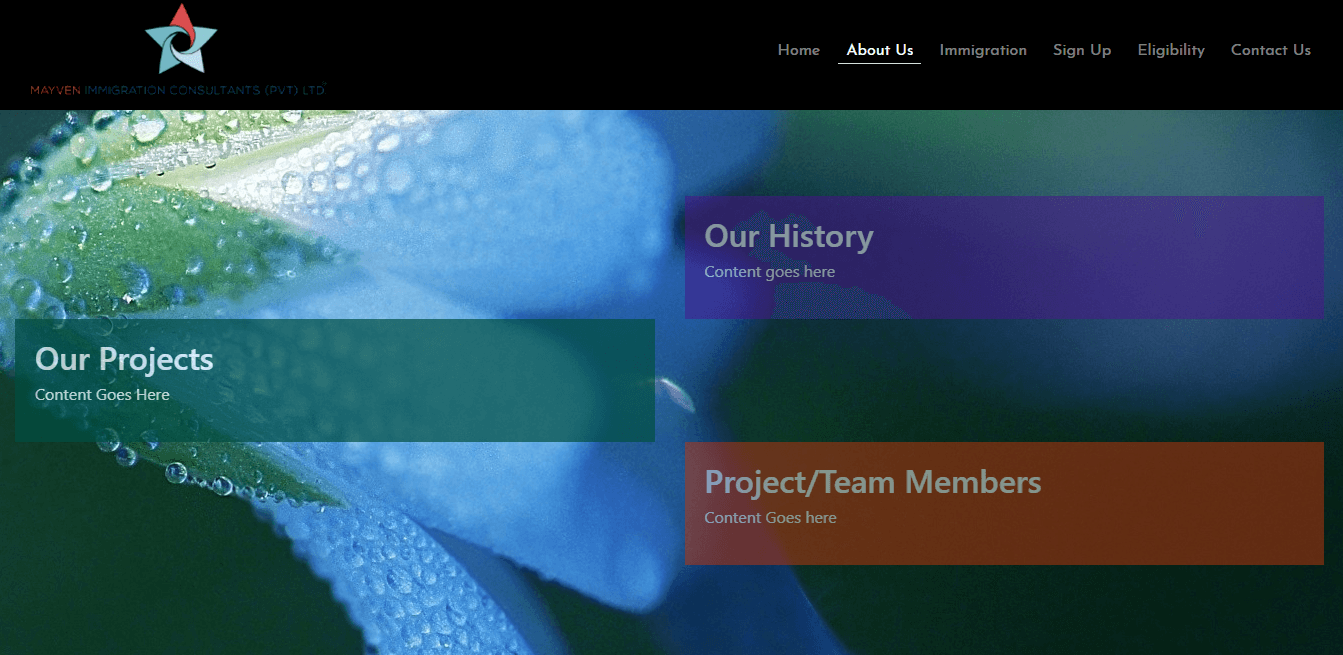 MAYVEN IMMIGRATION CONSULTANTS (PVT) LTD.
Home About Us Immigration Sign Up Eligibility Contact Us
Our History
Content goes here
Our Projects
Content Goes Here
Project/Team Members
Content Goes here